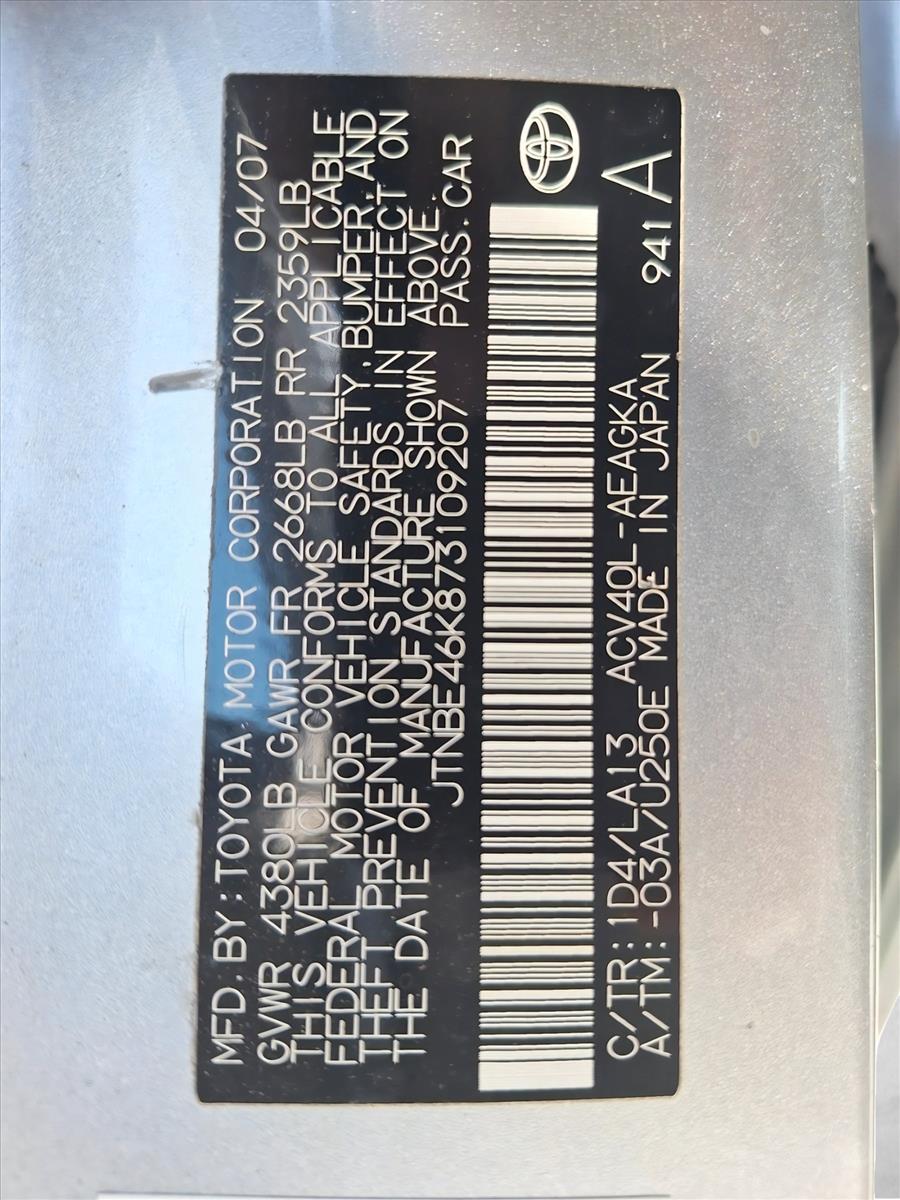 MFD. BY: TOYOTA MOTOR CORPORATION 04/07
GVWR 4380LB GAWR FR 2668LB RR 2359LB
THIS VEHICLE CONFORMS TO ALL APPLICABLE
FEDERAL MOTOR VEHICLE SAFETY, BUMPER, AND
THEFT PREVENTION STANDARDS IN EFFECT ON
THE DATE OF MANUFACTURE SHOWN ABOVE.
JTNBE46K873109207 PASS. CAR
C/TR: 1D4/LA13 ACV40L-AEAGKA 941 A
A/TM: -03A/U250E MADE IN JAPAN